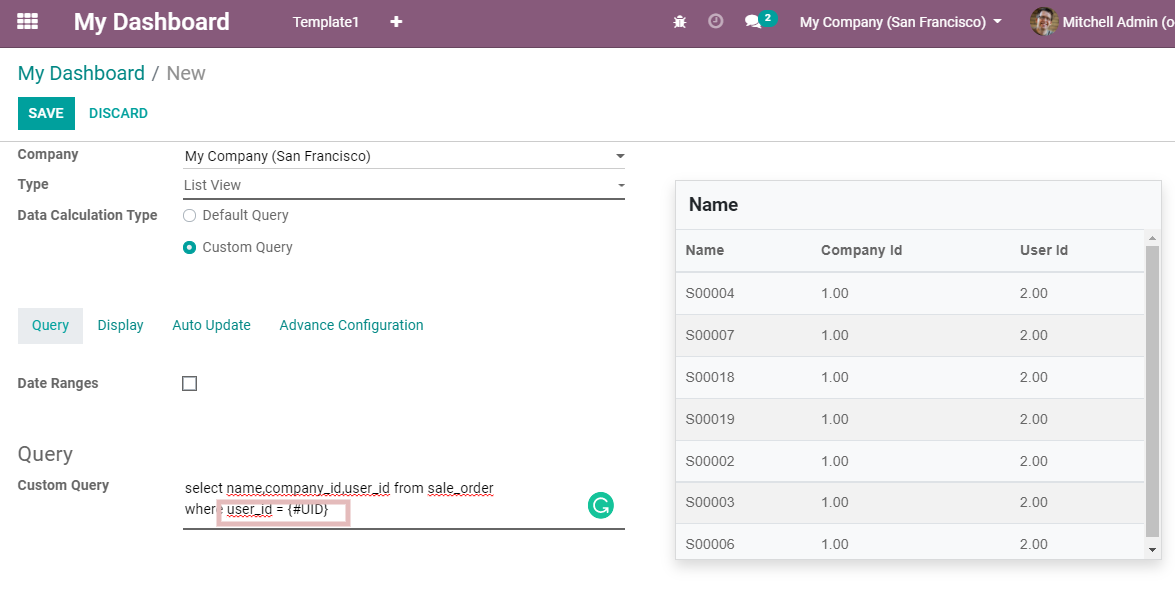 My Dashboard Template1 + 2 My Company (San Francisco) Mitchell Admin (o
My Dashboard / New
SAVE DISCARD
Company My Company (San Francisco)
Type List View
Data Calculation Type Default Query
Custom Query
Query Display Auto Update Advance Configuration
Date Ranges
Query
Custom Query select name,company_id,user_id from sale_order
where user_id = {#UID}
Name
Name Company Id User Id
S00004 1.00 2.00
S00007 1.00 2.00
S00018 1.00 2.00
S00019 1.00 2.00
S00002 1.00 2.00
S00003 1.00 2.00
S00006 1.00 2.00